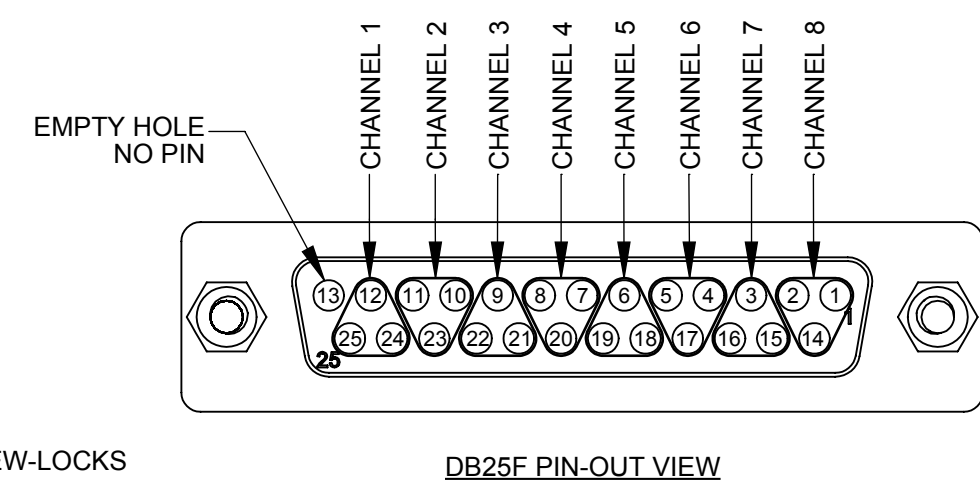 CHANNEL 1
CHANNEL 2
CHANNEL 3
CHANNEL 4
CHANNEL 5
CHANNEL 6
CHANNEL 7
CHANNEL 8
EMPTY HOLE
NO PIN
13 12 11 10 9 8 7 6 5 4 3 2 1
1
25 24 23 22 21 20 19 18 17 16 15 14
25
EW-LOCKS
DB25F PIN-OUT VIEW